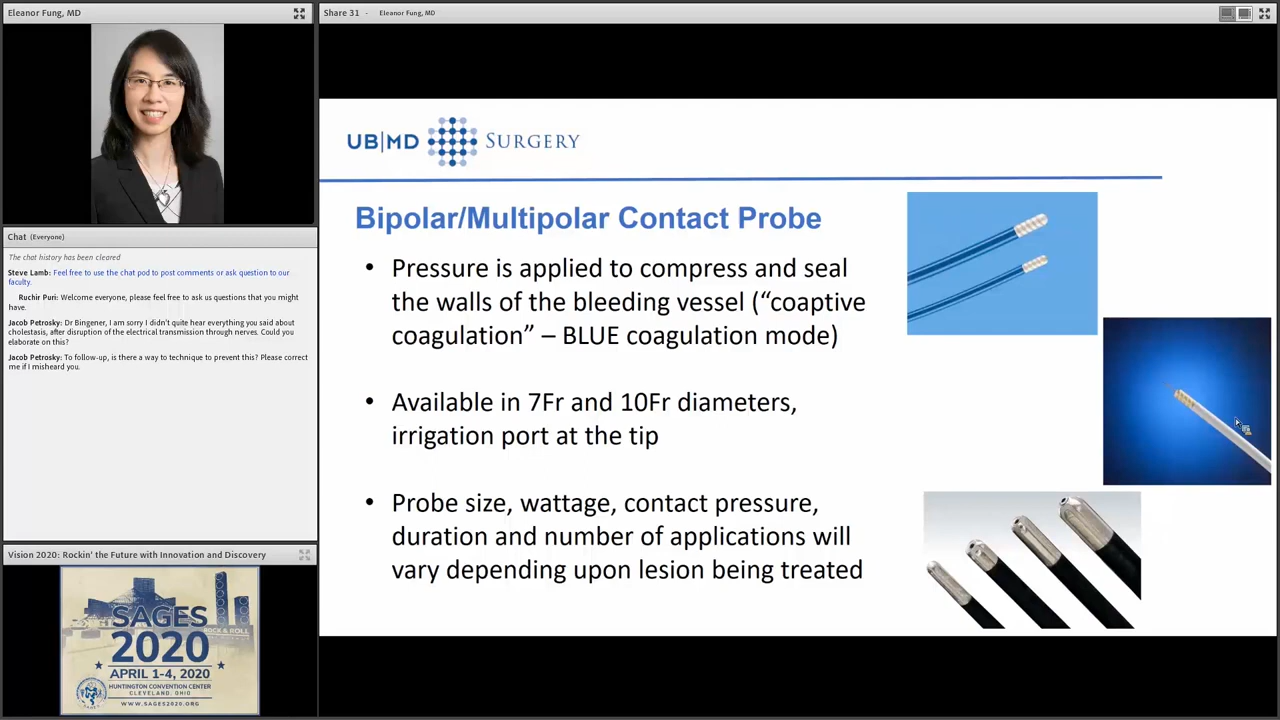 Eleanor Fung, MD
Share 31 - Eleanor Fung, MD
Chat (Everyone)
The chat history has been cleared
Steve Lamb: Feel free to use the chat pod to post comments or ask question to our
faculty.
Ruchir Puri: Welcome everyone, please feel free to ask us questions that you might
have.
Jacob Petrosky: Dr Bingener, I am sorry I didn't quite hear everything you said about
cholestasis, after disruption of the electrical transmission through nerves. Could you
elaborate on this?
Jacob Petrosky: To follow-up, is there a way to technique to prevent this? Please correct
me if I misheard you.
Vision 2020: Rockin' the Future with Innovation and Discovery
ROCK & ROLL
SAGES
2020
APRIL 1-4, 2020
HUNTINGTON CONVENTION CENTER
CLEVELAND, OHIO
WWW.SAGES2020.ORG
UB|MD SURGERY
Bipolar/Multipolar Contact Probe
• Pressure is applied to compress and seal
the walls of the bleeding vessel (“coaptive
coagulation” – BLUE coagulation mode)
• Available in 7Fr and 10Fr diameters,
irrigation port at the tip
• Probe size, wattage, contact pressure,
duration and number of applications will
vary depending upon lesion being treated